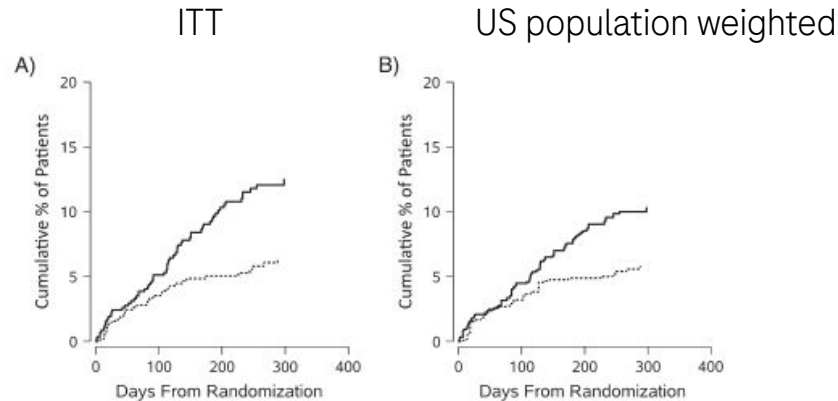 ITT
US population weighted
A)
B)
Cumulative % of Patients
20
15
10
5
0
0 100 200 300 400
Days From Randomization
Cumulative % of Patients
20
15
10
5
0
0 100 200 300 400
Days From Randomization